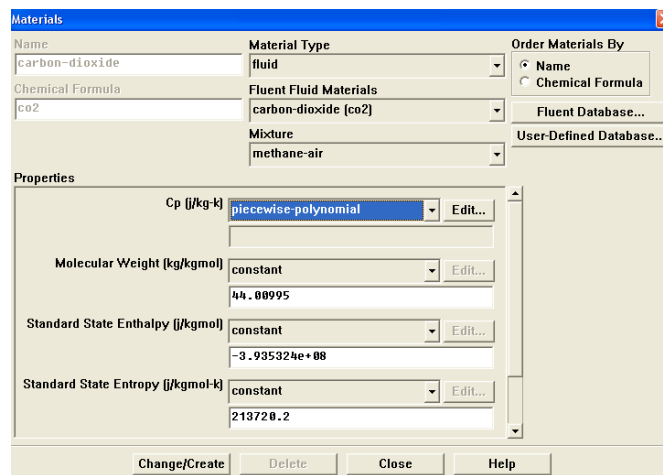 Materials
Name
carbon-dioxide
Chemical Formula
co2
Material Type
fluid
Fluent Fluid Materials
carbon-dioxide (co2)
Mixture
methane-air
Order Materials By
Name
Chemical Formula
Fluent Database...
User-Defined Database..
Properties
Cp (j/kg-k)
piecewise-polynomial
Edit...
Molecular Weight (kg/kgmol)
constant
Edit...
44.00995
Standard State Enthalpy (j/kgmol)
constant
Edit...
-3.935324e+08
Standard State Entropy (j/kgmol-k)
constant
Edit...
213720.2
Change/Create
Delete
Close
Help